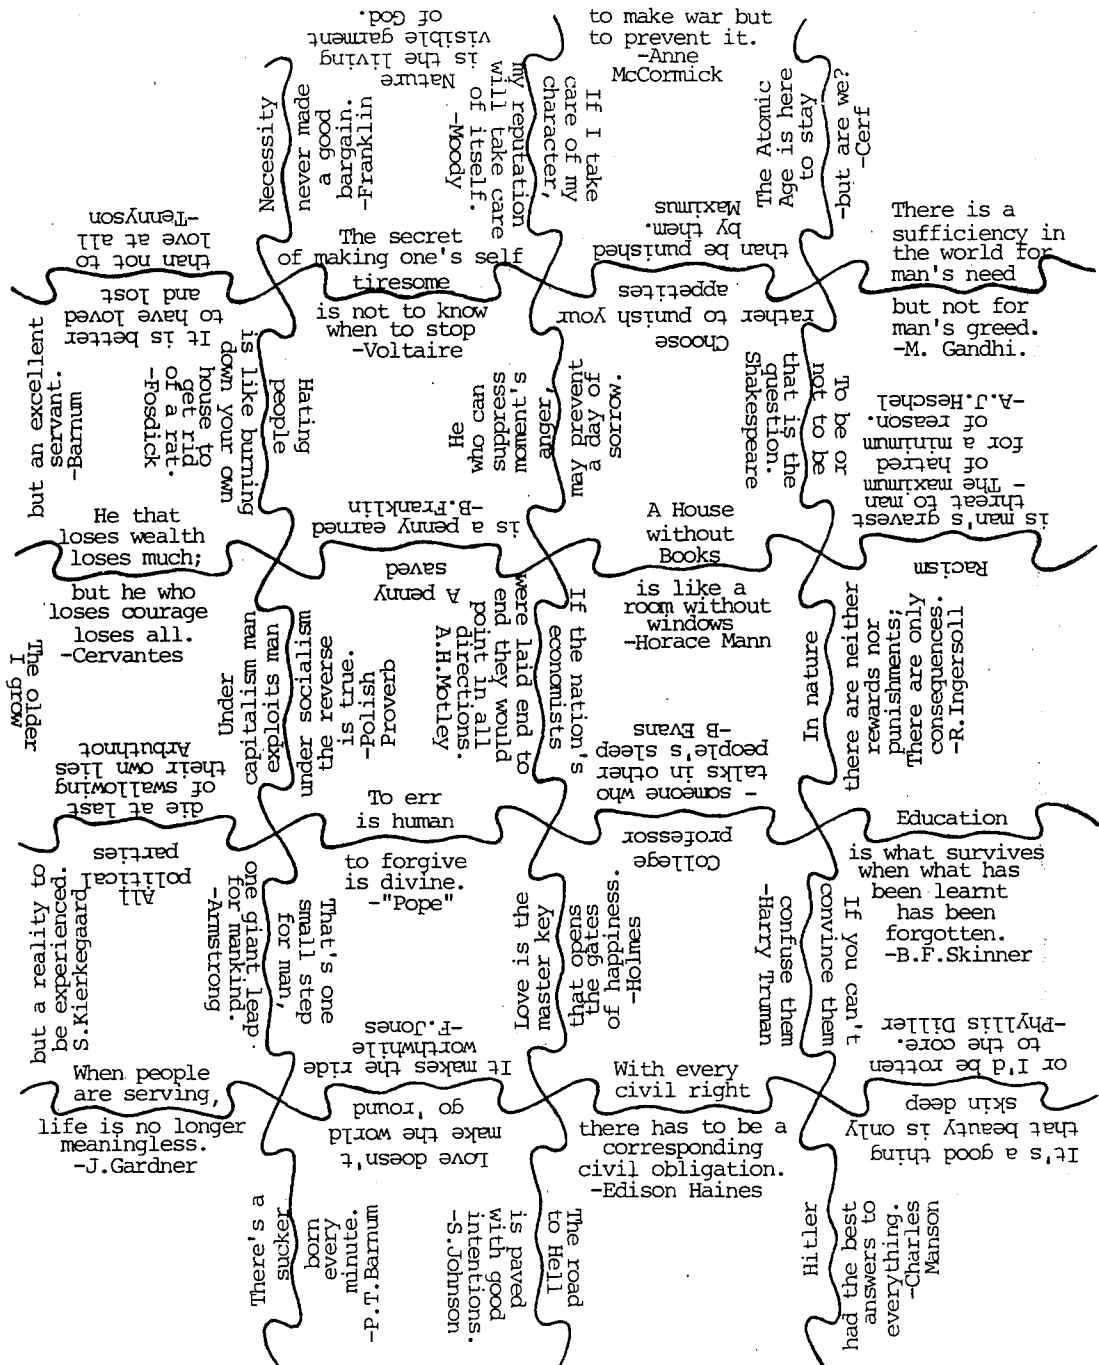 to make war but
to prevent it.
-Anne
McCormick
Nature
is the living
visible garment
of God.
Necessity
never made
a good
bargain.
-Franklin
If I take
care of my
character,
my reputation
will take care
of itself.
-Moody
The Atomic
Age is here
to stay
-but are we?
-Cerf
It is better
to have loved
and lost
than not to
love at all
-Tennyson
The secret
of making one's self
tiresome
is not to know
when to stop
-Voltaire
Choose
rather to punish your
appetites
than be punished
by them.
Maximus
There is a
sufficiency in
the world for
man's need
but not for
man's greed.
-M. Gandhi.
but an excellent
servant.
-Barnum
Hating
people
is like burning
down your own
house to
get rid
of a rat.
-Fosdick
He
who can
suppress
moment's
anger,
may prevent
a day of
sorrow.
To be or
not to be
that is the
question.
Shakespeare
He that
loses wealth
loses much;
but he who
loses courage
loses all.
-Cervantes
A penny
saved
is a penny earned
-B.Franklin
A House
without
Books
is like a
room without
windows
-Horace Mann
Racism
is man's gravest
threat to man
- The maximum
of hatred
for a minimum
of reason.
-A.J.Heschel
The older
I grow
Under
capitalism man
exploits man
under socialism
the reverse
is true.
-Polish
Proverb
If the nation's
economists
were laid end to
end they would
point in all
directions.
A.H.Motley
In nature
there are neither
rewards nor
punishments;
There are only
consequences.
-R.Ingersoll
All
political
parties
die at last
of swallowing
their own lies
Arbuthnot
To err
is human
to forgive
is divine.
-"Pope"
College
professor
- someone who
talks in other
people's sleep
-B Evans
Education
is what survives
when what has
been learnt
has been
forgotten.
-B.F.Skinner
but a reality to
be experienced.
S.Kierkegaard
That's one
small step
for man,
one giant leap
for mankind.
-Armstrong
Love is the
master key
that opens
the gates
of happiness.
-Holmes
If you can't
convince them
confuse them
-Harry Truman
When people
are serving,
life is no longer
meaningless.
-J.Gardner
Love doesn't
make the world
go 'round
It makes the ride
worthwhile
-F.Jones
With every
civil right
there has to be a
corresponding
civil obligation.
-Edison Haines
It's a good thing
that beauty is only
skin deep
or I'd be rotten
to the core.
-Phyllis Diller
There's a
sucker
born
every
minute.
-P.T.Barnum
The road
to Hell
is paved
with good
intentions.
-S.Johnson
Hitler
had the best
answers to
everything.
-Charles
Manson